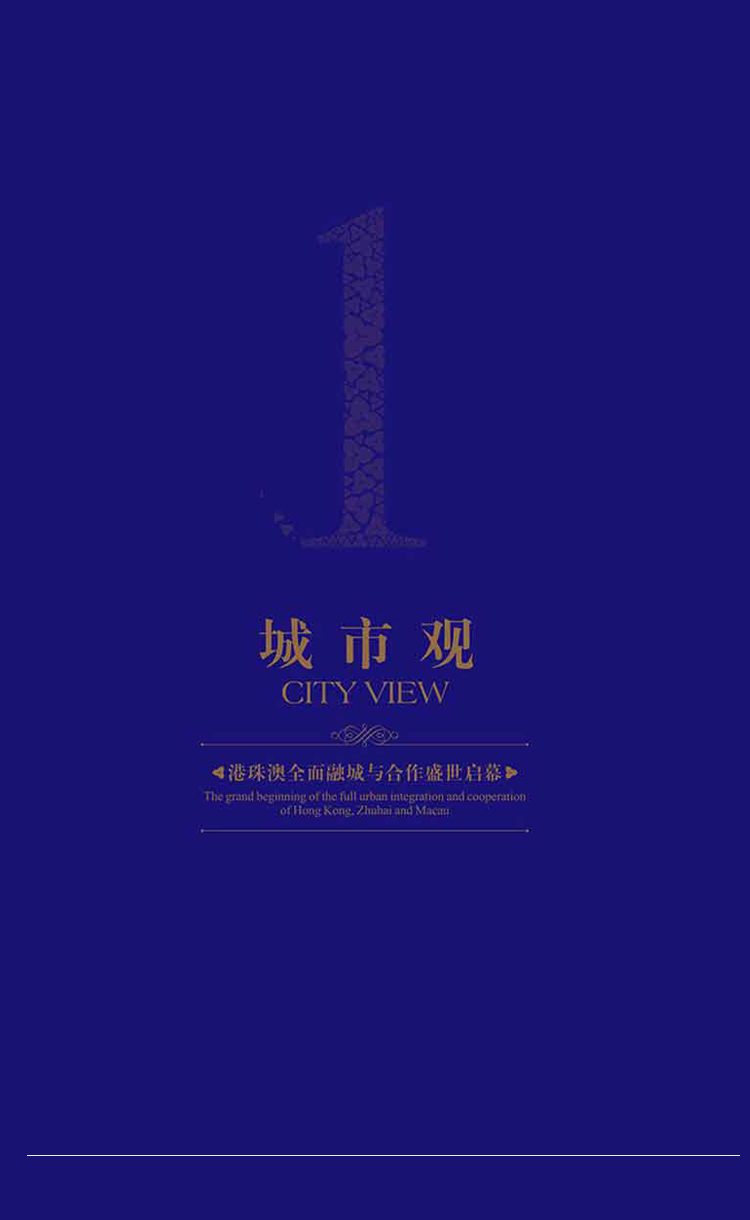 1
城市观
CITY VIEW
港珠澳全面融城与合作盛世启幕
The grand beginning of the full urban integration and cooperation
of Hong Kong, Zhuhai and Macau